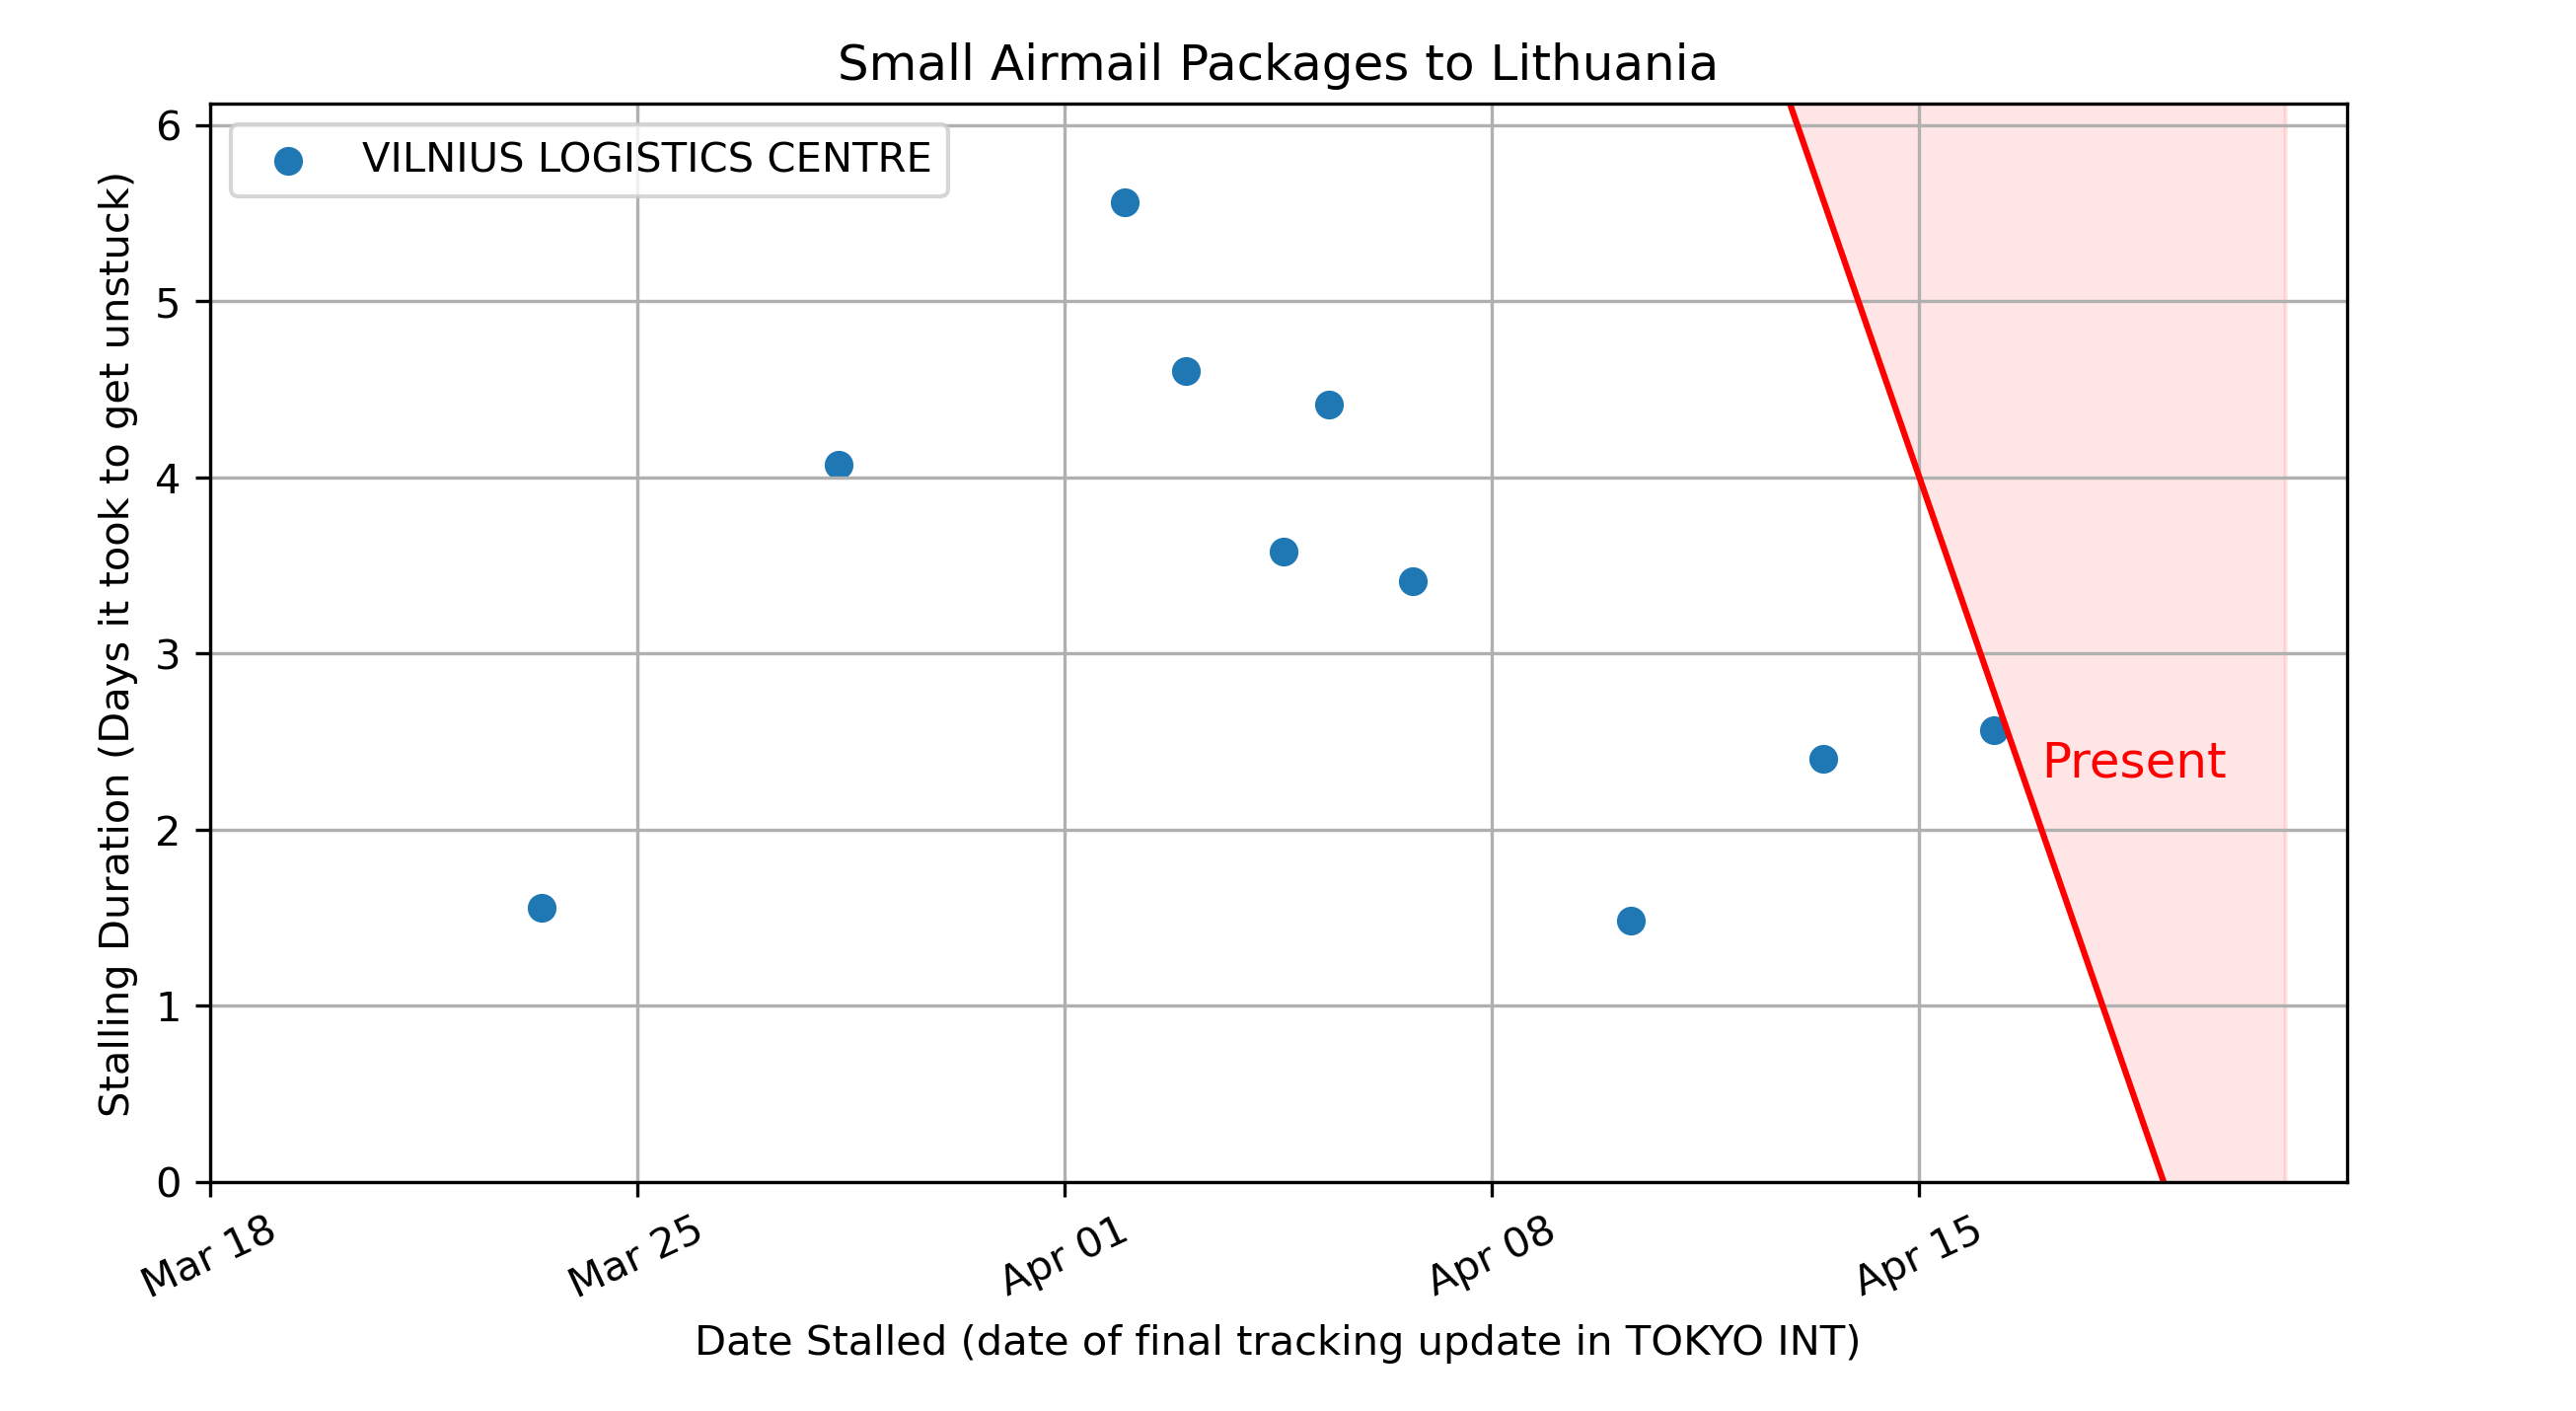 Small Airmail Packages to Lithuania
VILNIUS LOGISTICS CENTRE
Stalling Duration (Days it took to get unstuck)
6
5
4
3
2
1
0
Present
Mar 18
Mar 25
Apr 01
Apr 08
Apr 15
Date Stalled (date of final tracking update in TOKYO INT)